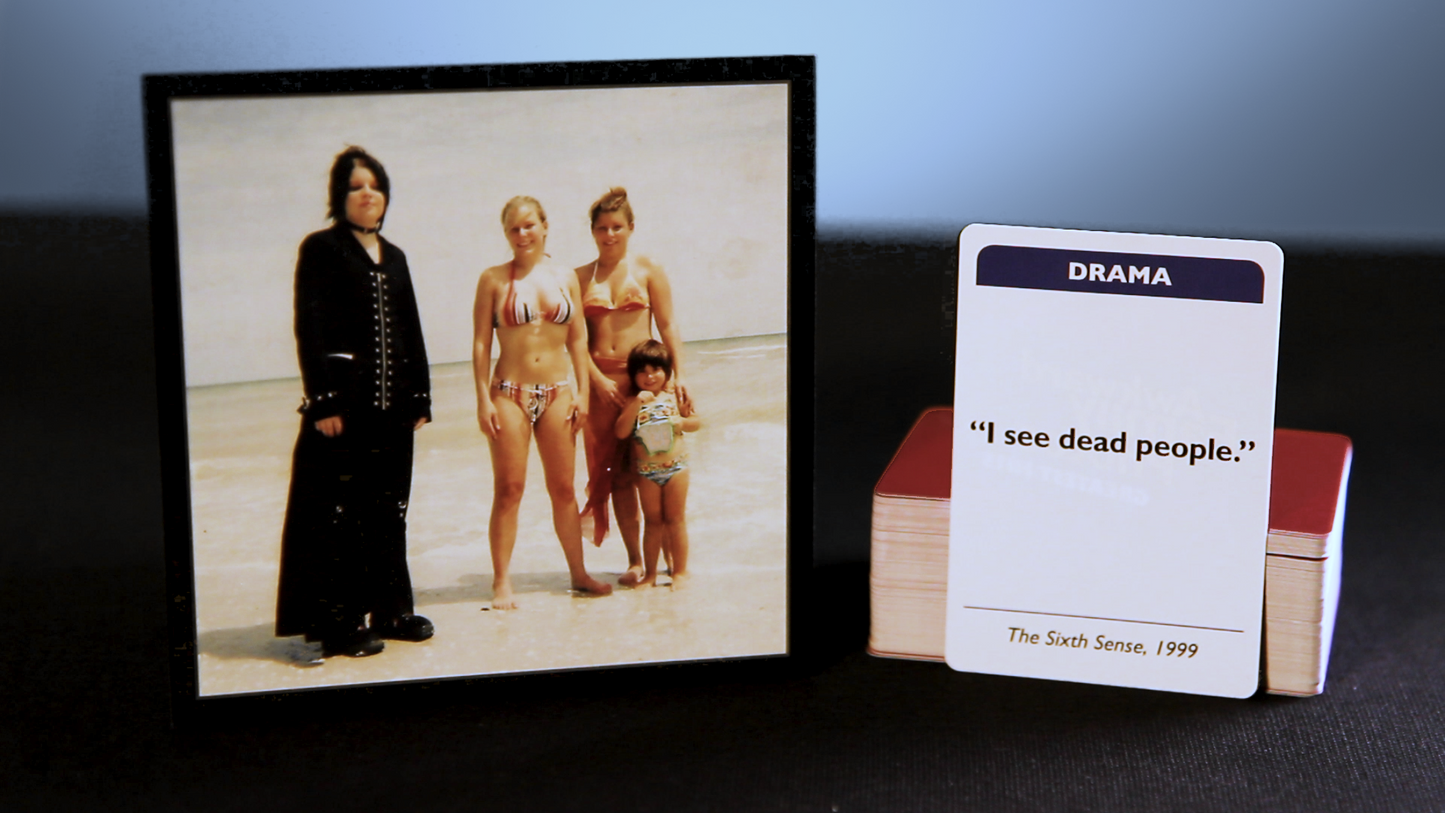 DRAMA
“I see dead people.”
The Sixth Sense, 1999